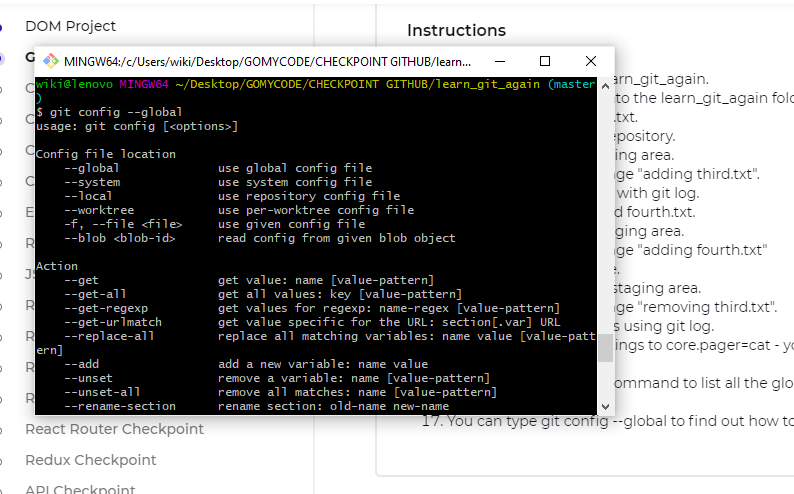 DOM Project
G
Instructions
MINGW64:/c/Users/wiki/Desktop/GOMYCODE/CHECKPOINT GITHUB/learn...
wiki@lenovo MINGW64 ~/Desktop/GOMYCODE/CHECKPOINT GITHUB/learn_git_again (master
)
$ git config --global
usage: git config [<options>]
Config file location
--global use global config file
--system use system config file
--local use repository config file
--worktree use per-worktree config file
-f, --file <file> use given config file
--blob <blob-id> read config from given blob object
Action
--get get value: name [value-pattern]
--get-all get all values: key [value-pattern]
--get-regexp get values for regexp: name-regex [value-pattern]
--get-urlmatch get value specific for the URL: section[.var] URL
--replace-all replace all matching variables: name value [value-patt
ern]
--add add a new variable: name value
--unset remove a variable: name [value-pattern]
--unset-all remove all matches: name [value-pattern]
--rename-section rename section: old-name new-name
C
C
C
C
E
R
JS
R
R
R
R
React Router Checkpoint
Redux Checkpoint
API Checkpoint
arn_git_again.
nto the learn_git_again fol
.txt.
epository.
ging area.
ge "adding third.txt".
with git log.
d fourth.txt.
ging area.
ge "adding fourth.txt"
e.
staging area.
ge "removing third.txt".
s using git log.
ings to core.pager=cat - yo
ommand to list all the glo
17. You can type git config --global to find out how to